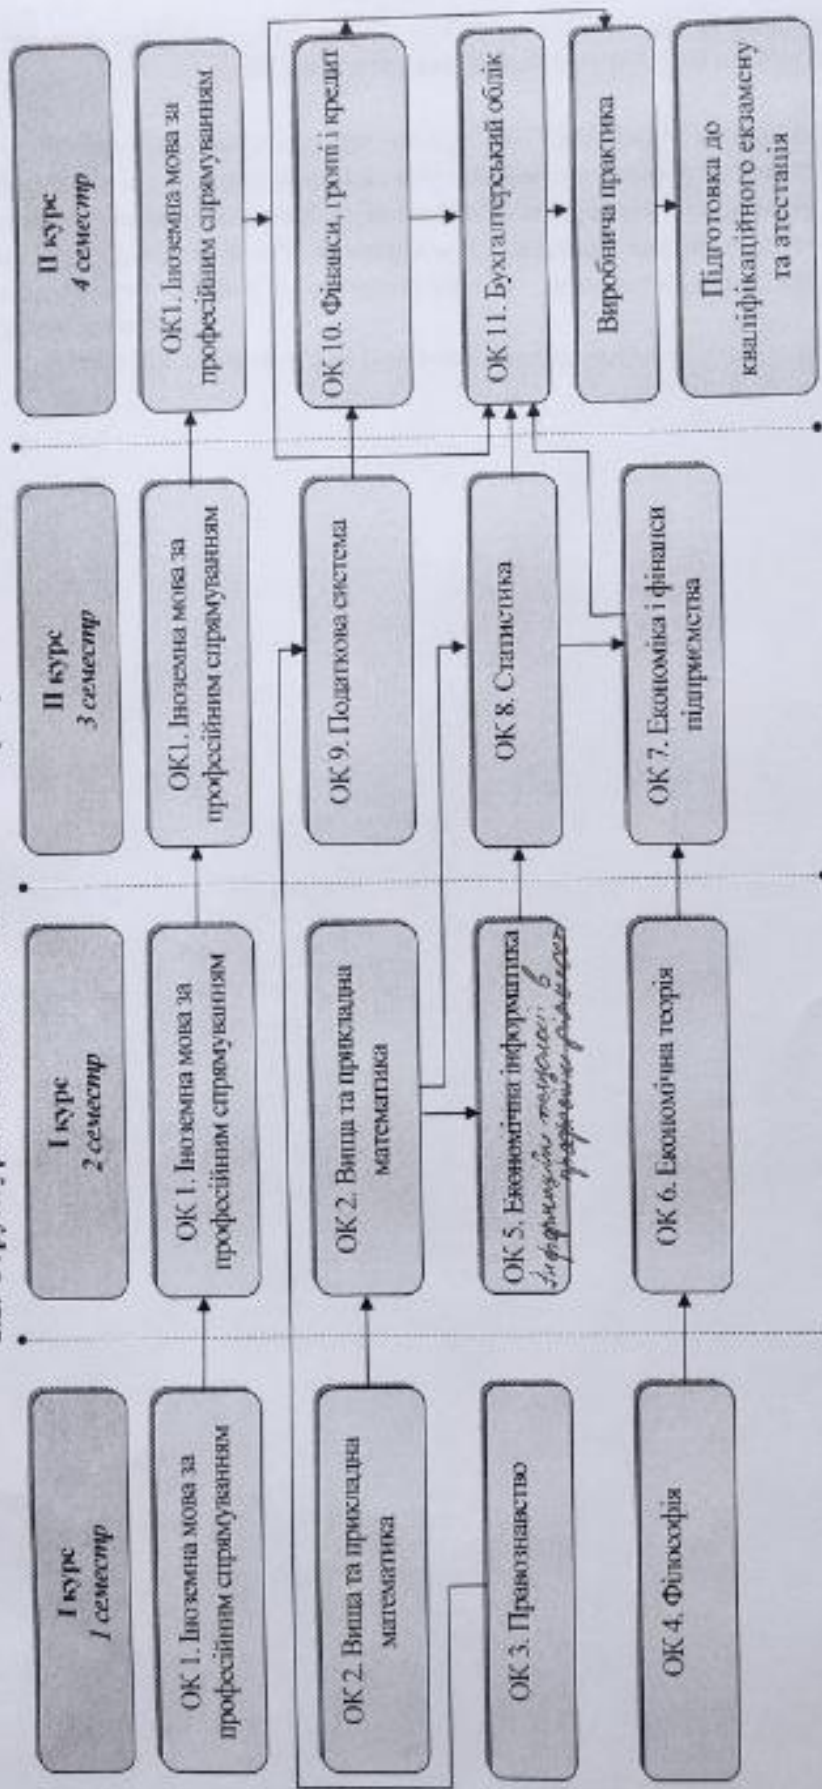 I курс
1 семестр
ОК 1. Іноземна мова за
професійним спрямуванням
ОК 2. Вища та прикладна
математика
ОК 3. Правознавство
ОК 4. Філософія
I курс
2 семестр
ОК 1. Іноземна мова за
професійним спрямуванням
ОК 2. Вища та прикладна
математика
ОК 5. Економічна інформатика
в
ОК 6. Економічна теорія
II курс
3 семестр
ОК1. Іноземна мова за
професійним спрямуванням
ОК 9. Податкова система
ОК 8. Статистика
ОК 7. Економіка і фінанси
підприємства
II курс
4 семестр
ОК1. Іноземна мова за
професійним спрямуванням
ОК 10. Фінанси, гроші і кредит
ОК 11. Бухгалтерський облік
Виробнича практика
Підготовка до
кваліфікаційного екзамену
та атестація